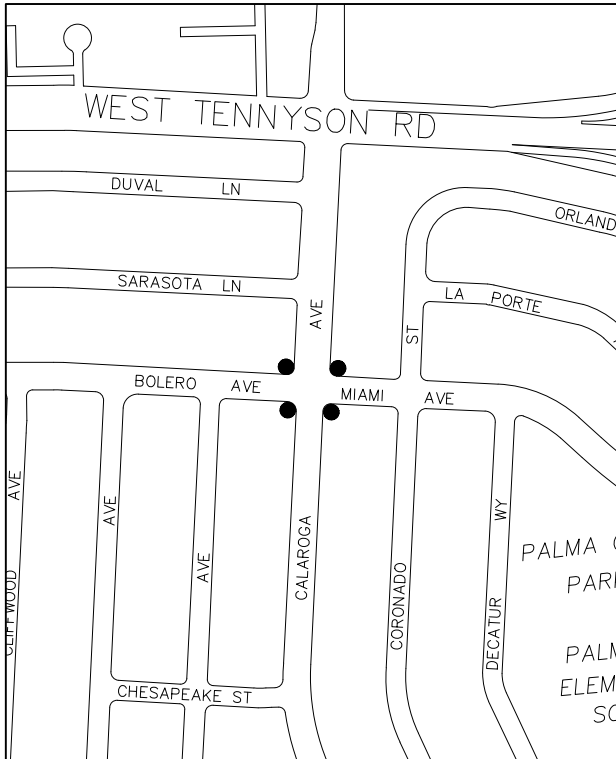 WEST TENNYSON RD
DUVAL LN
ORLAND
SARASOTA LN
LA PORTE
AVE
ST
BOLERO AVE
MIAMI AVE
AVE
AVE
WY
AVE
CALAROGA
PALMA
PAR
CLIFFWOOD
CORONADO
DECATUR
PALM
ELEM
SC
CHESAPEAKE ST